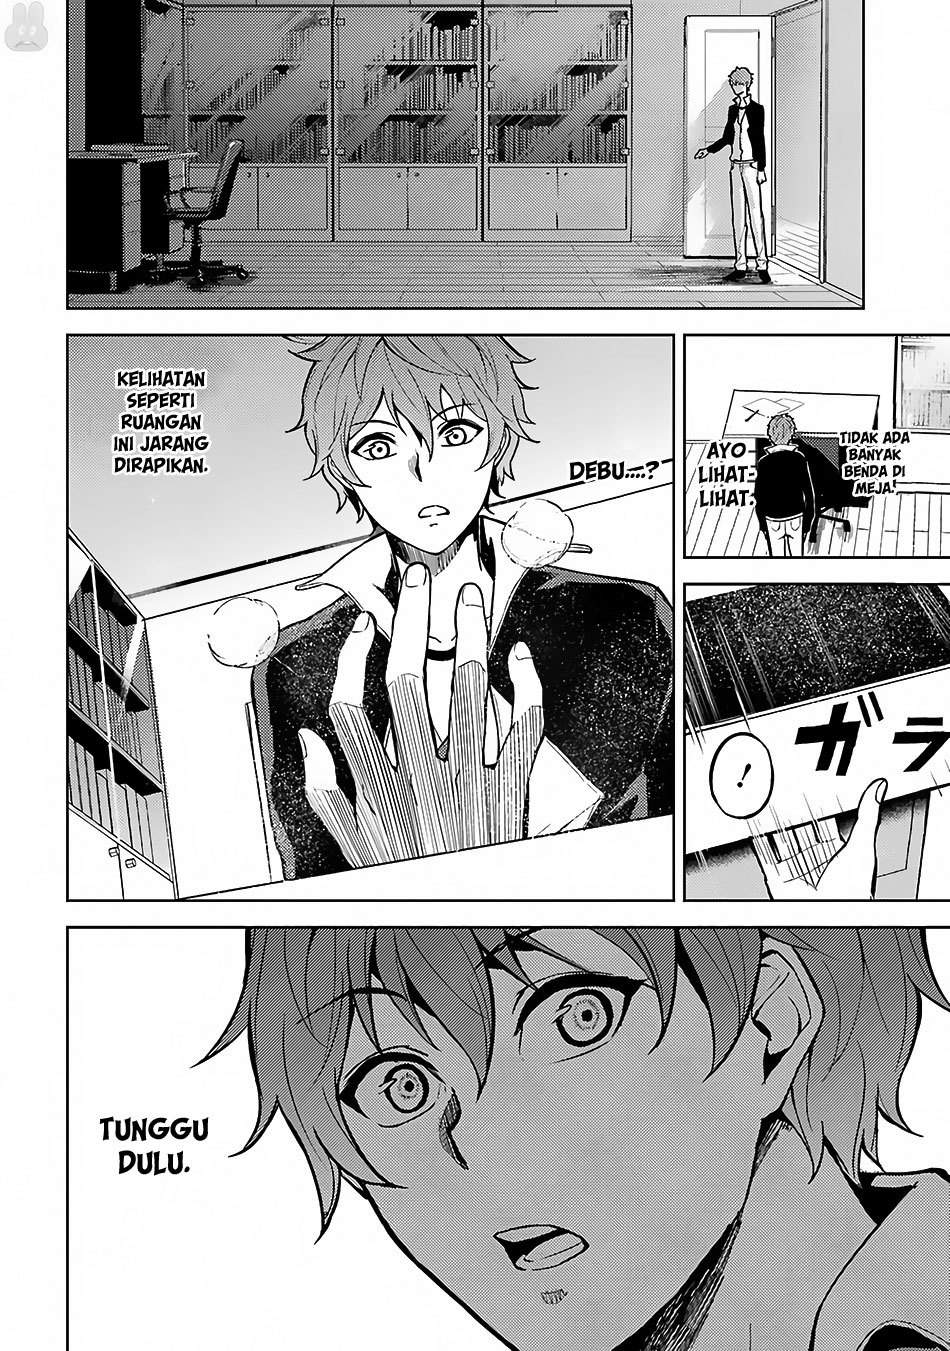 TIDAK ADA
BANYAK
BENDA DI
MEJA.
AYO
LIHAT-
LIHAT.
ガラ
!
DEBU....?
KELIHATAN
SEPERTI
RUANGAN
INI JARANG
DIRAPIKAN.
TUNGGU
DULU.